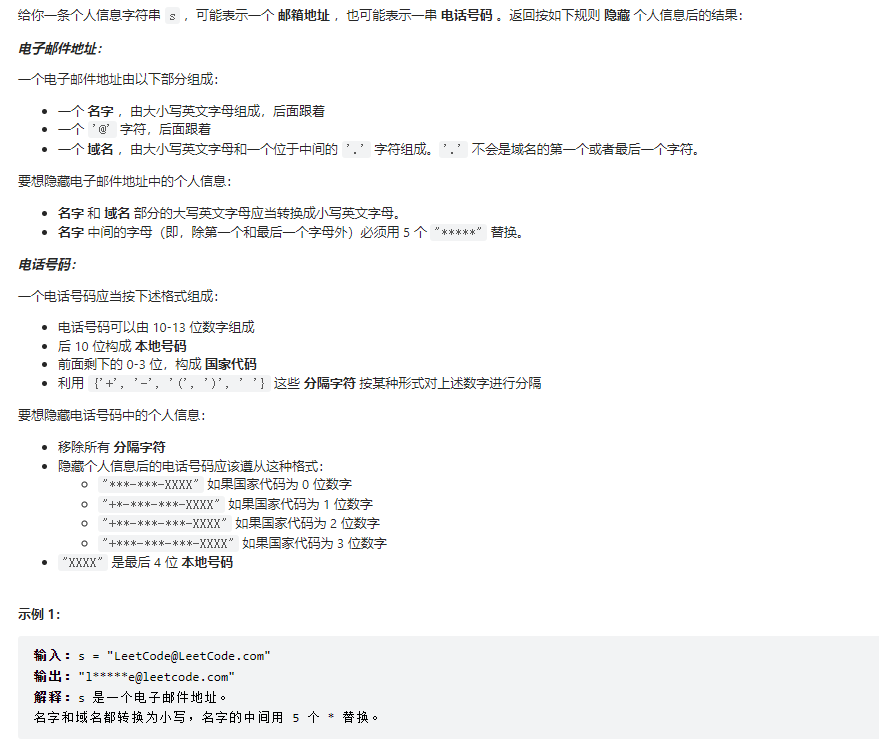 给你一条个人信息字符串 s ，可能表示一个 邮箱地址 ，也可能表示一串 电话号码 。返回按如下规则 隐藏 个人信息后的结果：
电子邮件地址：
一个电子邮件地址由以下部分组成：
• 一个 名字 ，由大小写英文字母组成，后面跟着
• 一个 '@' 字符，后面跟着
• 一个 域名 ，由大小写英文字母和一个位于中间的 '.' 字符组成。'.' 不会是域名的第一个或者最后一个字符。
要想隐藏电子邮件地址中的个人信息：
• 名字 和 域名 部分的大写英文字母应当转换成小写英文字母。
• 名字 中间的字母（即，除第一个和最后一个字母外）必须用 5 个 "*****" 替换。
电话号码：
一个电话号码应当按下述格式组成：
• 电话号码可以由 10-13 位数字组成
• 后 10 位构成 本地号码
• 前面剩下的 0-3 位，构成 国家代码
• 利用 {'+', '-', '(', ')', ' '} 这些 分隔字符 按某种形式对上述数字进行分隔
要想隐藏电话号码中的个人信息：
• 移除所有 分隔字符
• 隐藏个人信息后的电话号码应该遵从这种格式：
○ "***-***-XXXX" 如果国家代码为 0 位数字
○ "+*-***-***-XXXX" 如果国家代码为 1 位数字
○ "+**-***-***-XXXX" 如果国家代码为 2 位数字
○ "+***-***-***-XXXX" 如果国家代码为 3 位数字
• "XXXX" 是最后 4 位 本地号码
示例 1：
输入：s = "LeetCode@LeetCode.com"
输出："l*****e@leetcode.com"
解释：s 是一个电子邮件地址。
名字和域名都转换为小写，名字的中间用 5 个 * 替换。